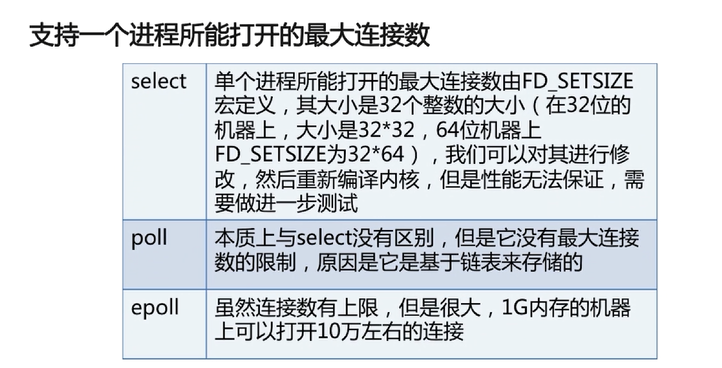 支持一个进程所能打开的最大连接数
select
单个进程所能打开的最大连接数由FD_SETSIZE
宏定义，其大小是32个整数的大小（在32位的
机器上，大小是32*32，64位机器上
FD_SETSIZE为32*64），我们可以对其进行修
改，然后重新编译内核，但是性能无法保证，需
要做进一步测试
poll
本质上与select没有区别，但是它没有最大连接
数的限制，原因是它是基于链表来存储的
epoll
虽然连接数有上限，但是很大，1G内存的机器
上可以打开10万左右的连接